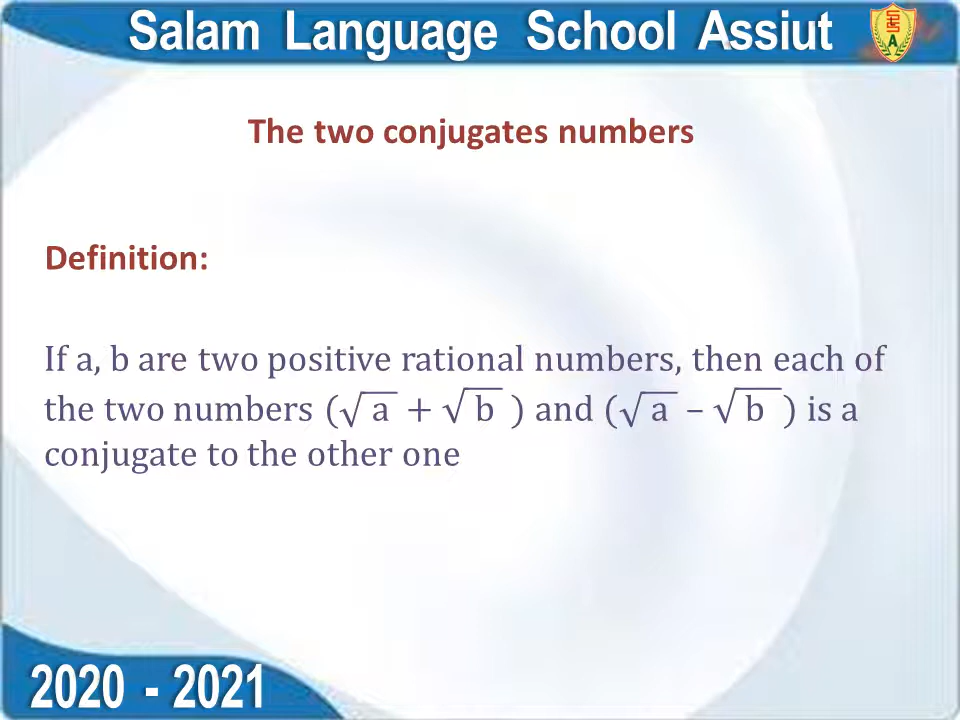 Salam Language School Assiut
The two conjugates numbers
Definition:
If a, b are two positive rational numbers, then each of
the two numbers (√a + √b) and (√a – √b) is a
conjugate to the other one
2020 - 2021